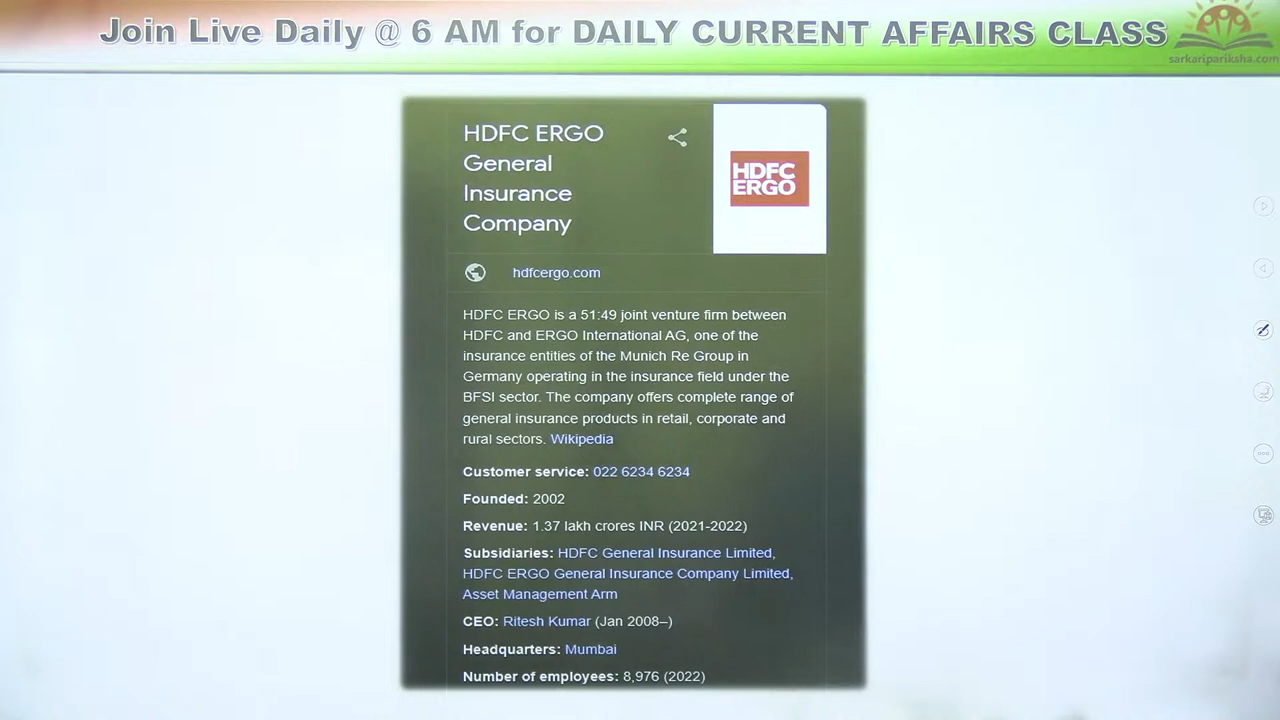 Join Live Daily @ 6 AM for DAILY CURRENT AFFAIRS CLASS
sarkaripariksha.com
HDFC ERGO
General
Insurance
Company
HDFC
ERGO
hdfcergo.com
HDFC ERGO is a 51:49 joint venture firm between
HDFC and ERGO International AG, one of the
insurance entities of the Munich Re Group in
Germany operating in the insurance field under the
BFSI sector. The company offers complete range of
general insurance products in retail, corporate and
rural sectors. Wikipedia
Customer service: 022 6234 6234
Founded: 2002
Revenue: 1.37 lakh crores INR (2021-2022)
Subsidiaries: HDFC General Insurance Limited,
HDFC ERGO General Insurance Company Limited,
Asset Management Arm
CEO: Ritesh Kumar (Jan 2008–)
Headquarters: Mumbai
Number of employees: 8,976 (2022)